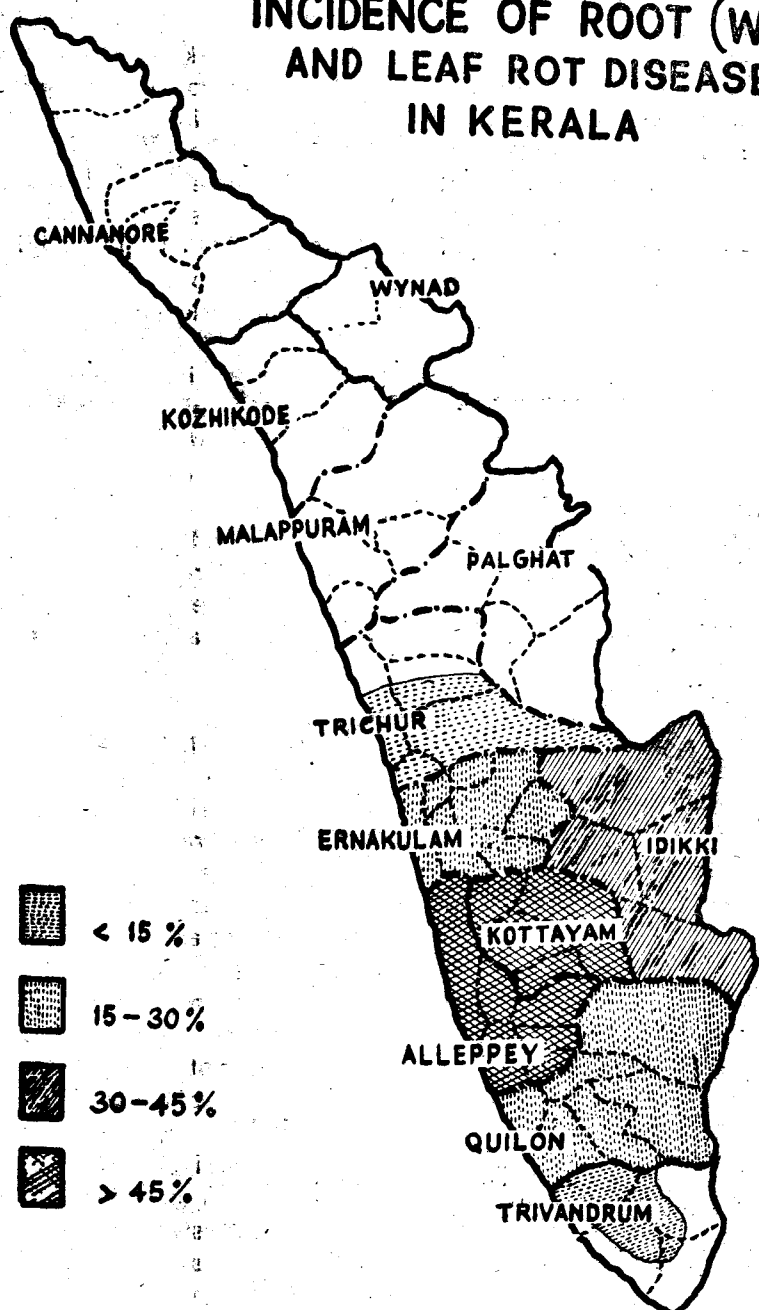 INCIDENCE OF ROOT (W
AND LEAF ROT DISEASE
IN KERALA
CANNANORE
WYNAD
KOZHIKODE
MALAPPURAM
PALGHAT
TRICHUR
ERNAKULAM
IDIKKI
KOTTAYAM
ALLEPPEY
QUILON
TRIVANDRUM
< 15 %
15-30%
30-45%
> 45%